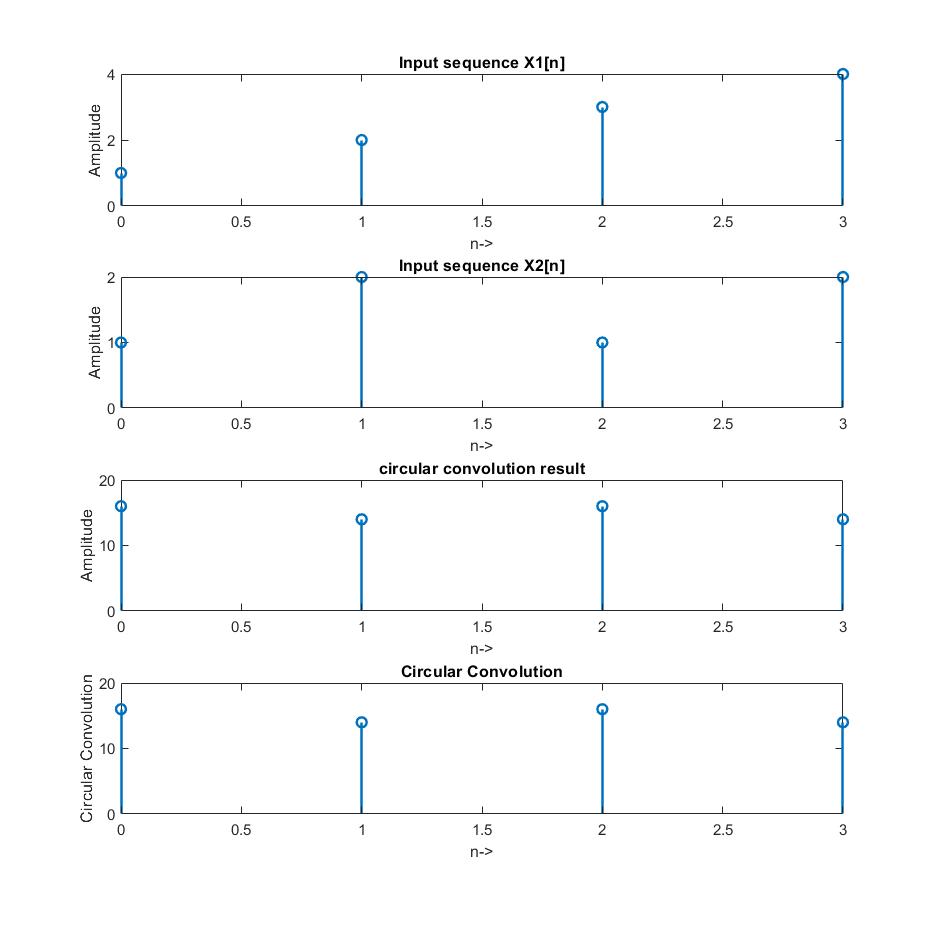 Input sequence X1[n]
4
2
0
Amplitude
0 0.5 1 1.5 2 2.5 3
n->
Input sequence X2[n]
2
1
0
Amplitude
0 0.5 1 1.5 2 2.5 3
n->
circular convolution result
20
10
0
Amplitude
0 0.5 1 1.5 2 2.5 3
n->
Circular Convolution
20
10
0
Circular Convolution
0 0.5 1 1.5 2 2.5 3
n->